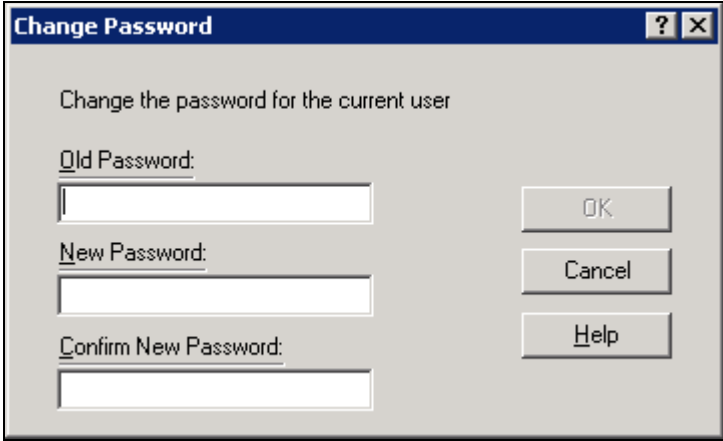 Change Password
Change the password for the current user
Old Password:
OK
New Password:
Cancel
Confirm New Password:
Help